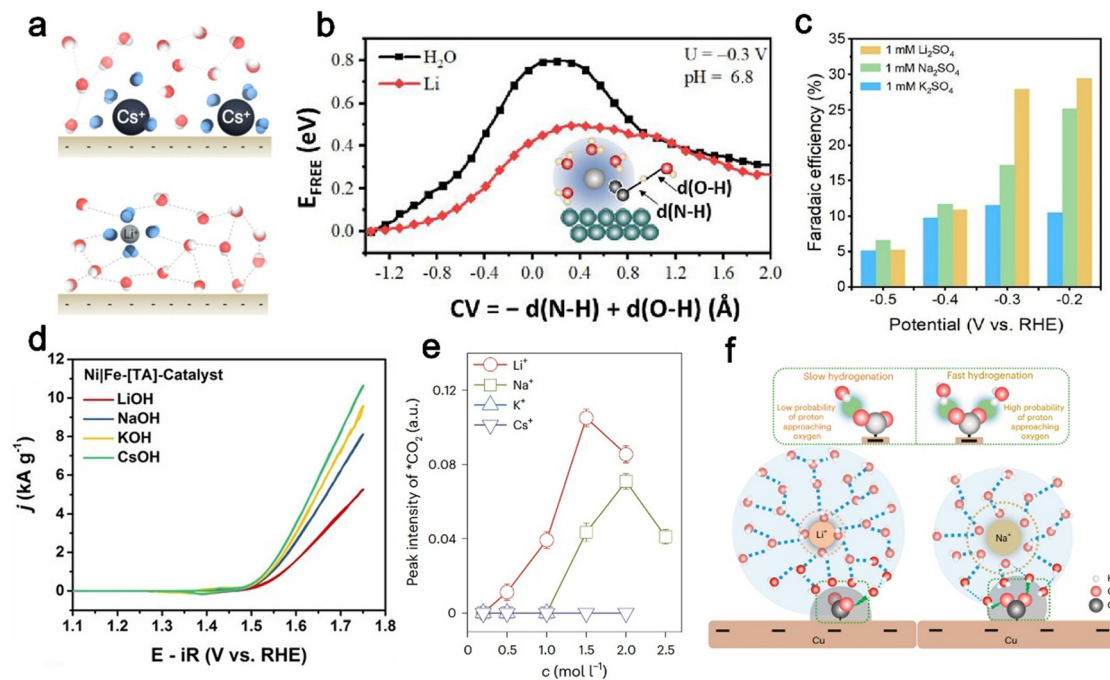 a
Cs⁺
Cs⁺
Li⁺
- - - - - - - -
b
H₂O
Li
U = −0.3 V
pH = 6.8
E_FREE (eV)
0.8
0.6
0.4
0.2
0.0
d(O-H)
d(N-H)
-1.2 -0.8 -0.4 0.0 0.4 0.8 1.2 1.6 2.0
CV = − d(N-H) + d(O-H) (Å)
c
1 mM Li₂SO₄
1 mM Na₂SO₄
1 mM K₂SO₄
Faradaic efficiency (%)
40
35
30
25
20
15
10
5
0
-0.5 -0.4 -0.3 -0.2
Potential (V vs. RHE)
d
Ni|Fe-[TA]-Catalyst
LiOH
NaOH
KOH
CsOH
j (kA g⁻¹)
12
10
8
6
4
2
0
1.1 1.2 1.3 1.4 1.5 1.6 1.7 1.8
E - iR (V vs. RHE)
e
Li⁺
Na⁺
K⁺
Cs⁺
Peak intensity of *CO₂ (a.u.)
0.12
0.08
0.04
0
0.5 1.0 1.5 2.0 2.5
c (mol l⁻¹)
f
Slow hydrogenation
Fast hydrogenation
Low probability
of proton
approaching
oxygen
High probability
of proton
approaching
oxygen
Li⁺
Na⁺
H
Cu
Cu